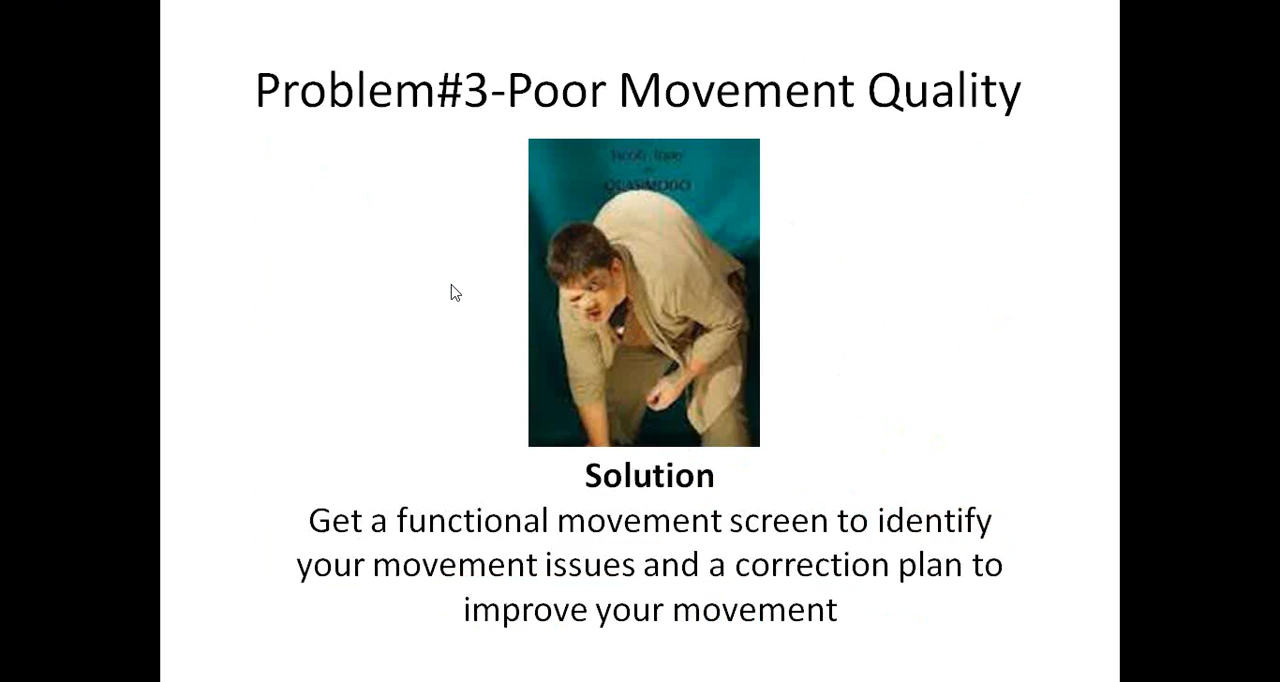 Problem#3-Poor Movement Quality
QUASIMODO
Solution
Get a functional movement screen to identify
your movement issues and a correction plan to
improve your movement